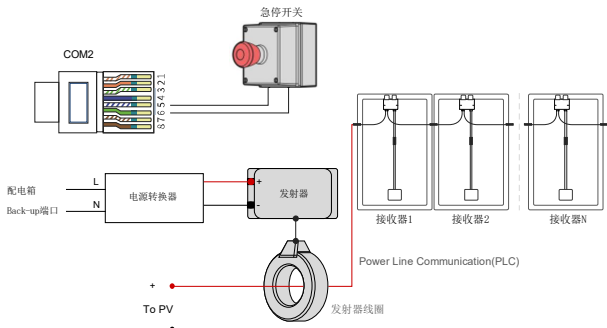 急停开关
COM2
87654321
配电箱
L
Back-up端口
N
电源转换器
+
-
发射器
接收器1
接收器2
接收器N
Power Line Communication(PLC)
+
To PV
-
发射器线圈